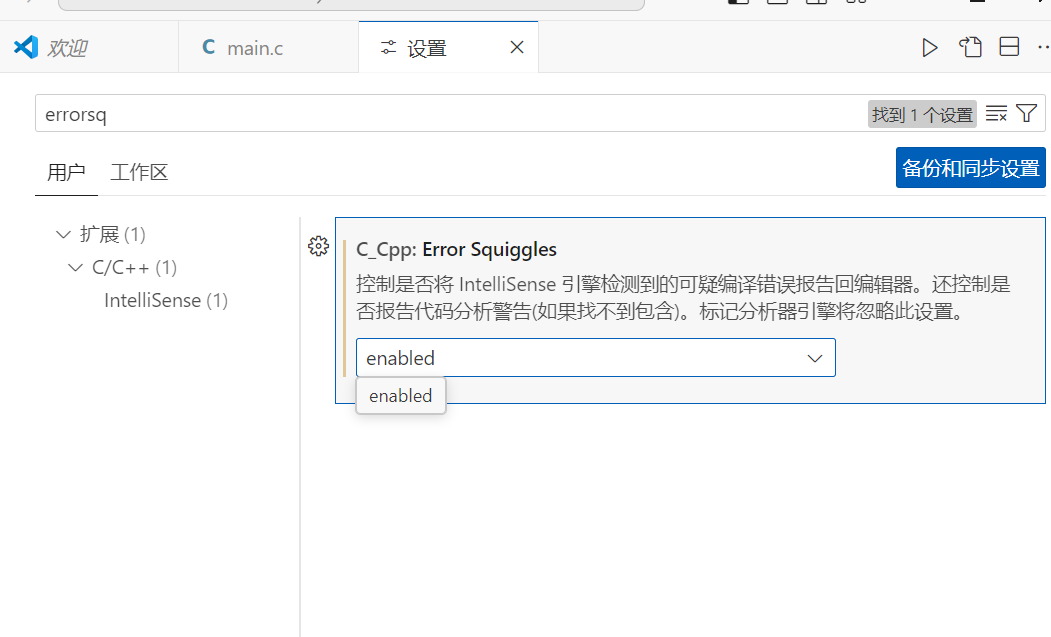 欢迎
C main.c
设置
errorsq
找到 1 个设置
用户
工作区
备份和同步设置
扩展 (1)
C/C++ (1)
IntelliSense (1)
C_Cpp: Error Squiggles
控制是否将 IntelliSense 引擎检测到的可疑编译错误报告回编辑器。还控制是
否报告代码分析警告(如果找不到包含)。标记分析器引擎将忽略此设置。
enabled
enabled